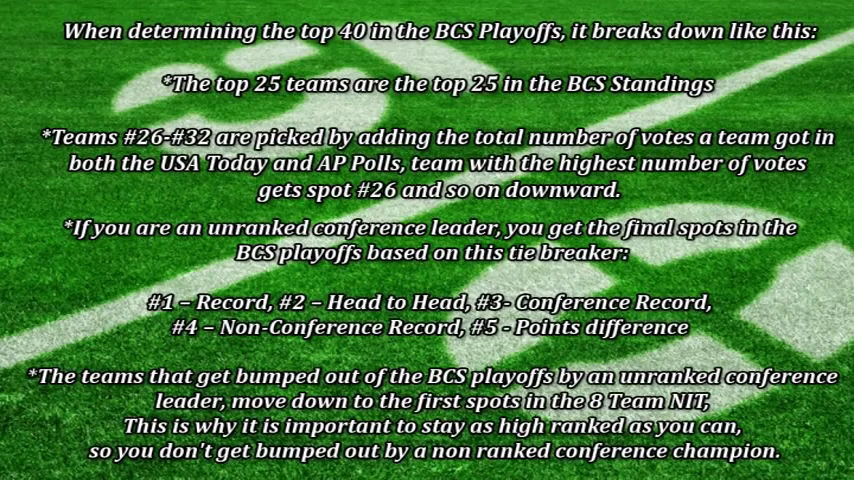 When determining the top 40 in the BCS Playoffs, it breaks down like this:
*The top 25 teams are the top 25 in the BCS Standings
*Teams #26-#32 are picked by adding the total number of votes a team got in
both the USA Today and AP Polls, team with the highest number of votes
gets spot #26 and so on downward.
*If you are an unranked conference leader, you get the final spots in the
BCS playoffs based on this tie breaker:
#1 – Record, #2 – Head to Head, #3- Conference Record,
#4 – Non-Conference Record, #5 - Points difference
*The teams that get bumped out of the BCS playoffs by an unranked conference
leader, move down to the first spots in the 8 Team NIT,
This is why it is important to stay as high ranked as you can,
so you don't get bumped out by a non ranked conference champion.